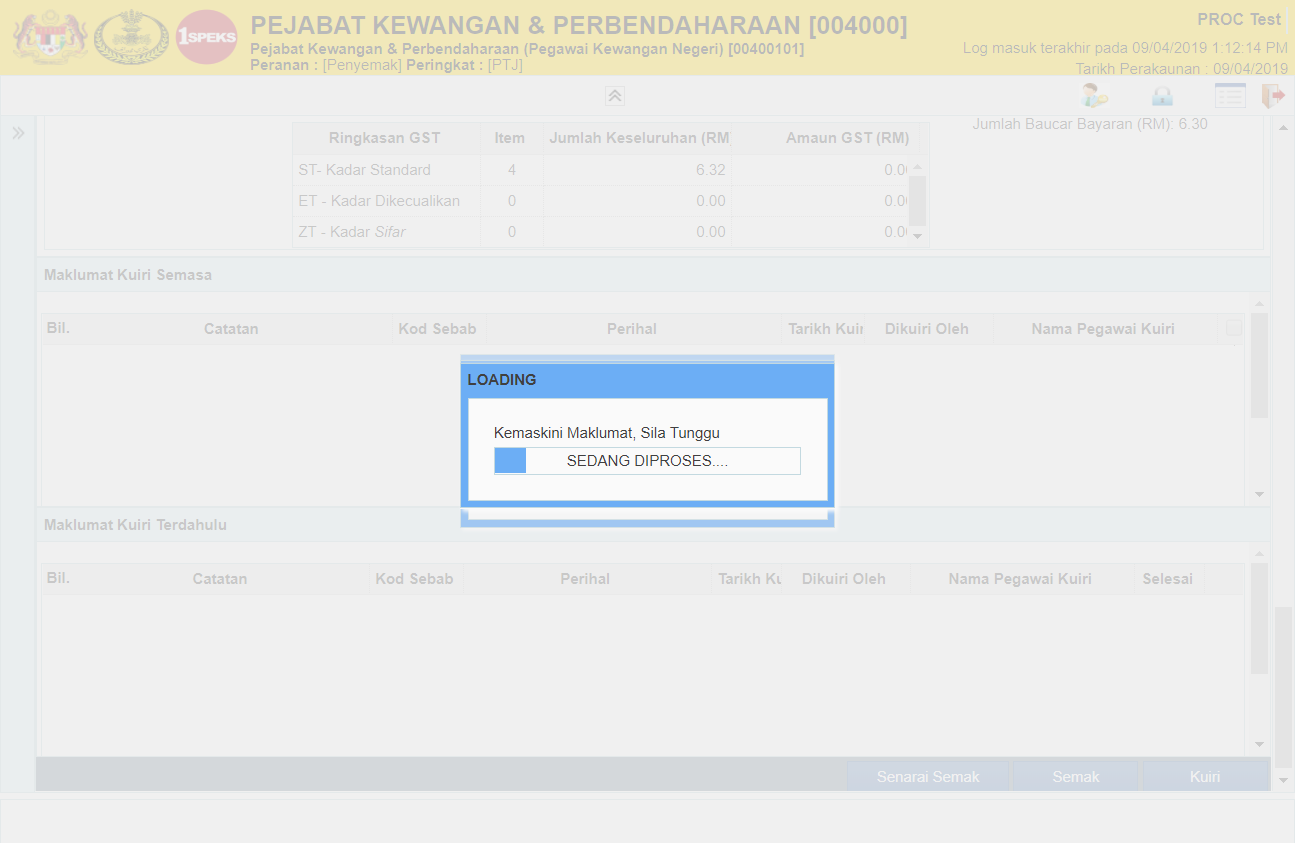 PEJABAT KEWANGAN & PERBENDAHARAAN [004000]
PROC Test
1SPEKS
Pejabat Kewangan & Perbendaharaan (Pegawai Kewangan Negeri) [00400101]
Log masuk terakhir pada 09/04/2019 1:12:14 PM
Peranan : [Penyemak] Peringkat : [PTJ]
Tarikh Perakaunan : 09/04/2019
Jumlah Baucar Bayaran (RM): 6.30
Ringkasan GST Item Jumlah Keseluruhan (RM Amaun GST (RM)
ST- Kadar Standard 4 6.32 0.0
ET - Kadar Dikecualikan 0 0.00 0.0
ZT - Kadar Sifar 0 0.00 0.0
Maklumat Kuiri Semasa
Bil. Catatan Kod Sebab Perihal Tarikh Kuir Dikuiri Oleh Nama Pegawai Kuiri
LOADING
Kemaskini Maklumat, Sila Tunggu
SEDANG DIPROSES....
Maklumat Kuiri Terdahulu
Bil. Catatan Kod Sebab Perihal Tarikh Ku Dikuiri Oleh Nama Pegawai Kuiri Selesai
Senarai Semak Semak Kuiri